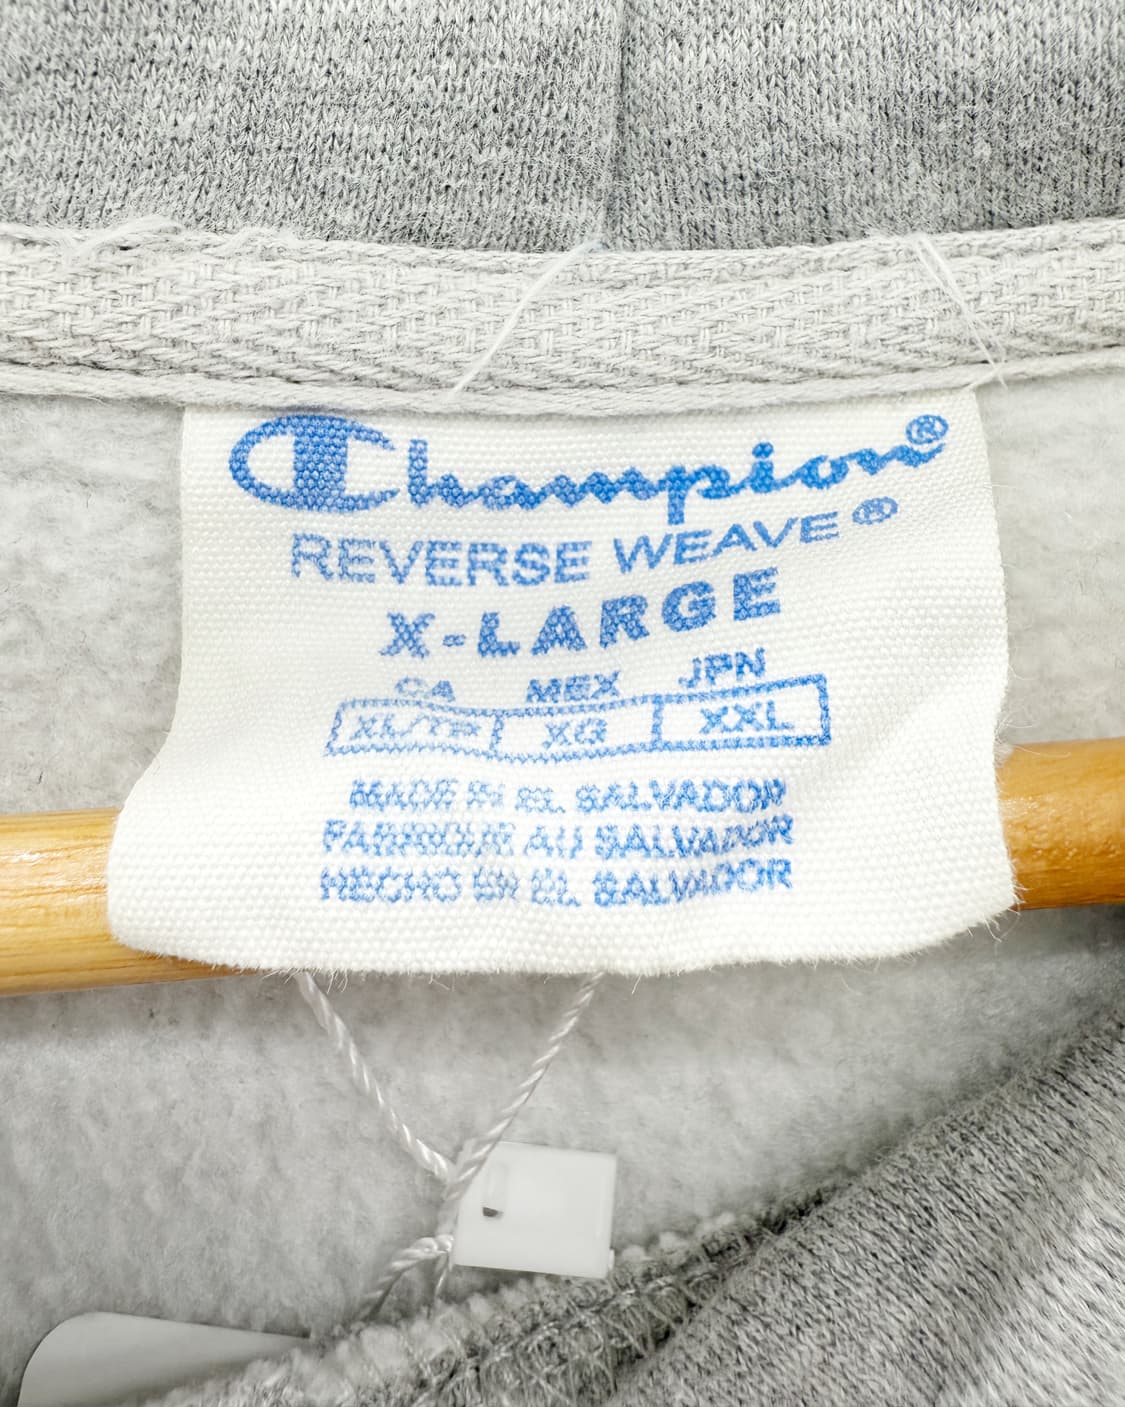 Champion®
REVERSE WEAVE®
X-LARGE
CA MEX JPN
XL/TP XG XXL
MADE IN EL SALVADOR
FABRIQUE AU SALVADOR
HECHO EN EL SALVADOR